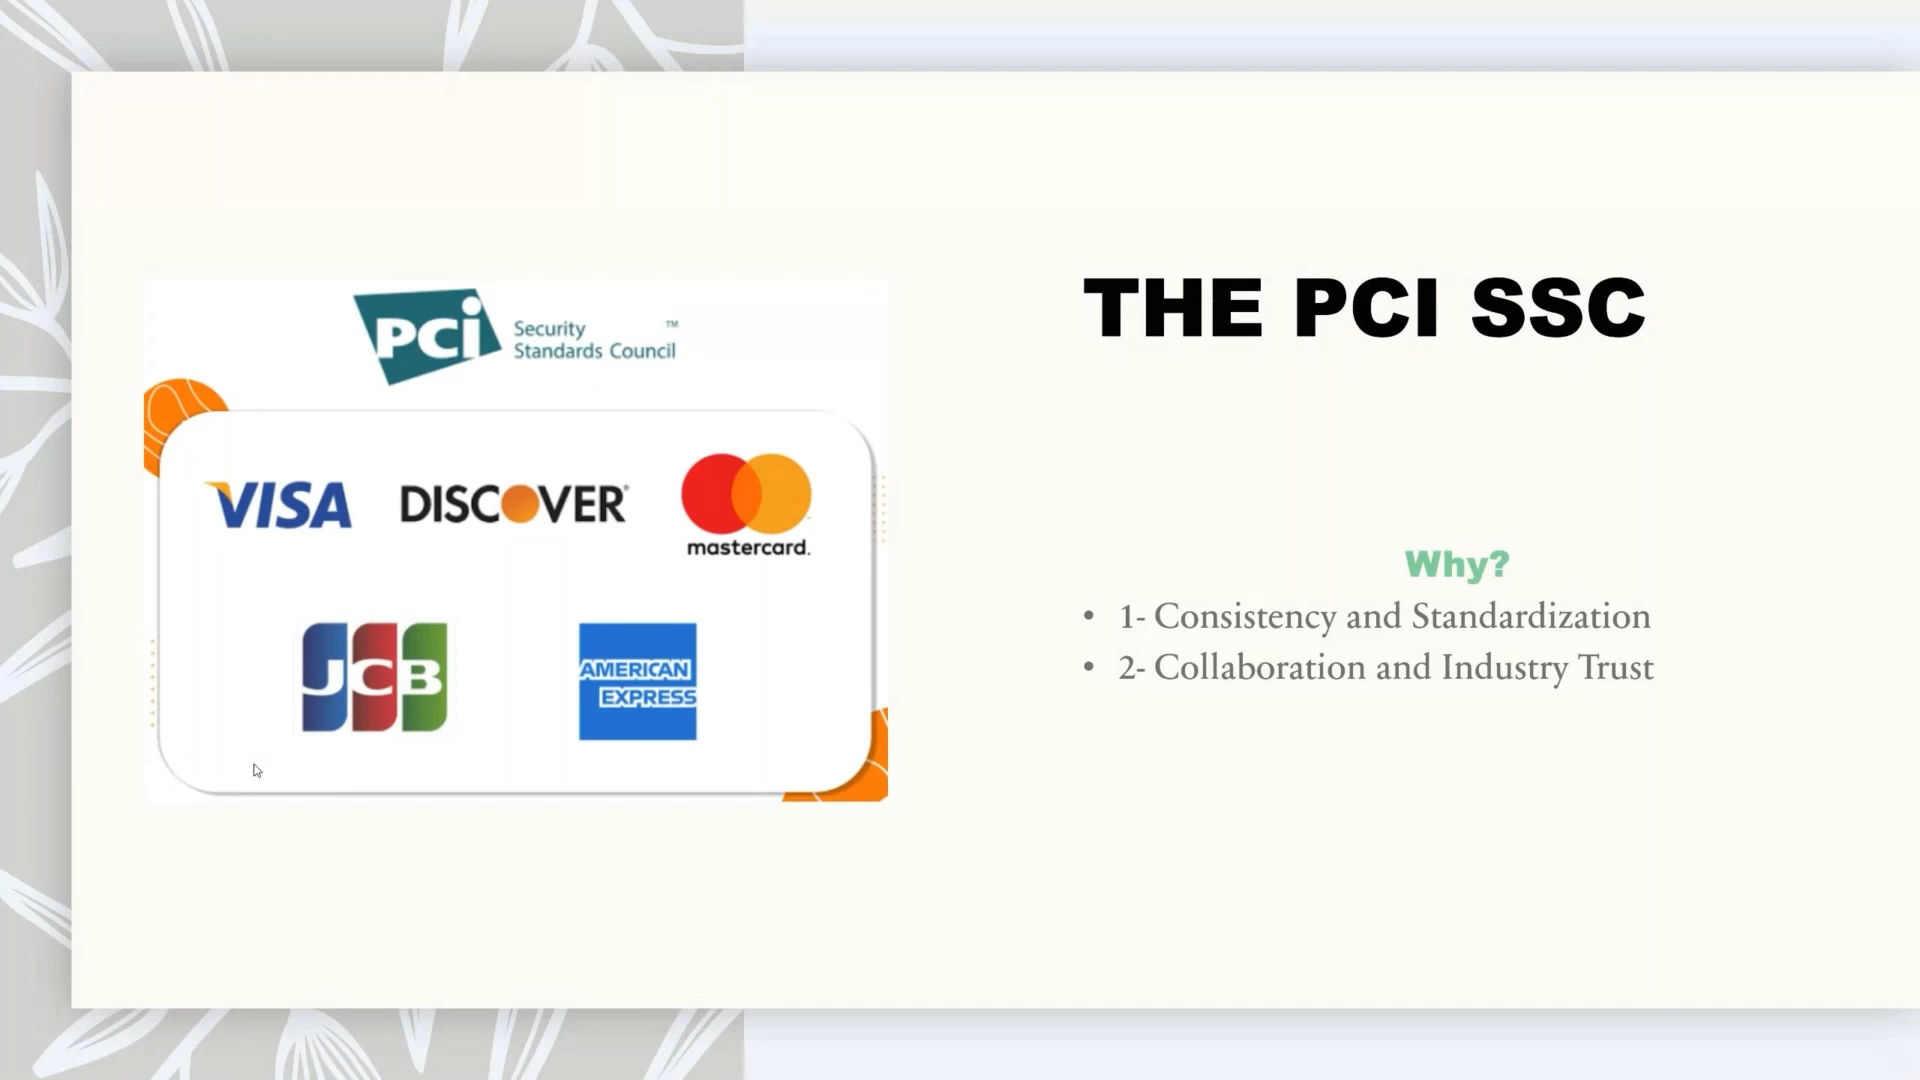 PCi Security ™
Standards Council
VISA DISCOVER® mastercard.
JCB AMERICAN
EXPRESS
THE PCI SSC
Why?
• 1- Consistency and Standardization
• 2- Collaboration and Industry Trust